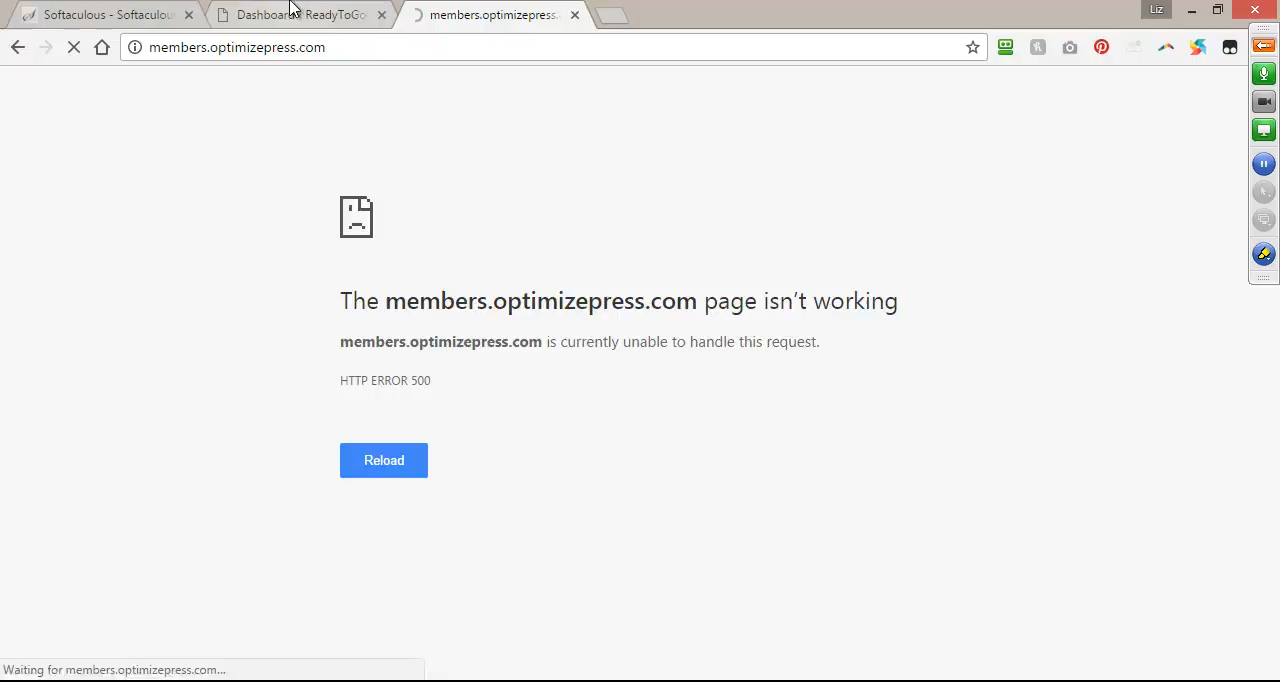 Softaculous - Softaculou
Dashboard ReadyToGo
members.optimizepress.
Liz
members.optimizepress.com
The members.optimizepress.com page isn't working
members.optimizepress.com is currently unable to handle this request.
HTTP ERROR 500
Reload
Waiting for members.optimizepress.com...